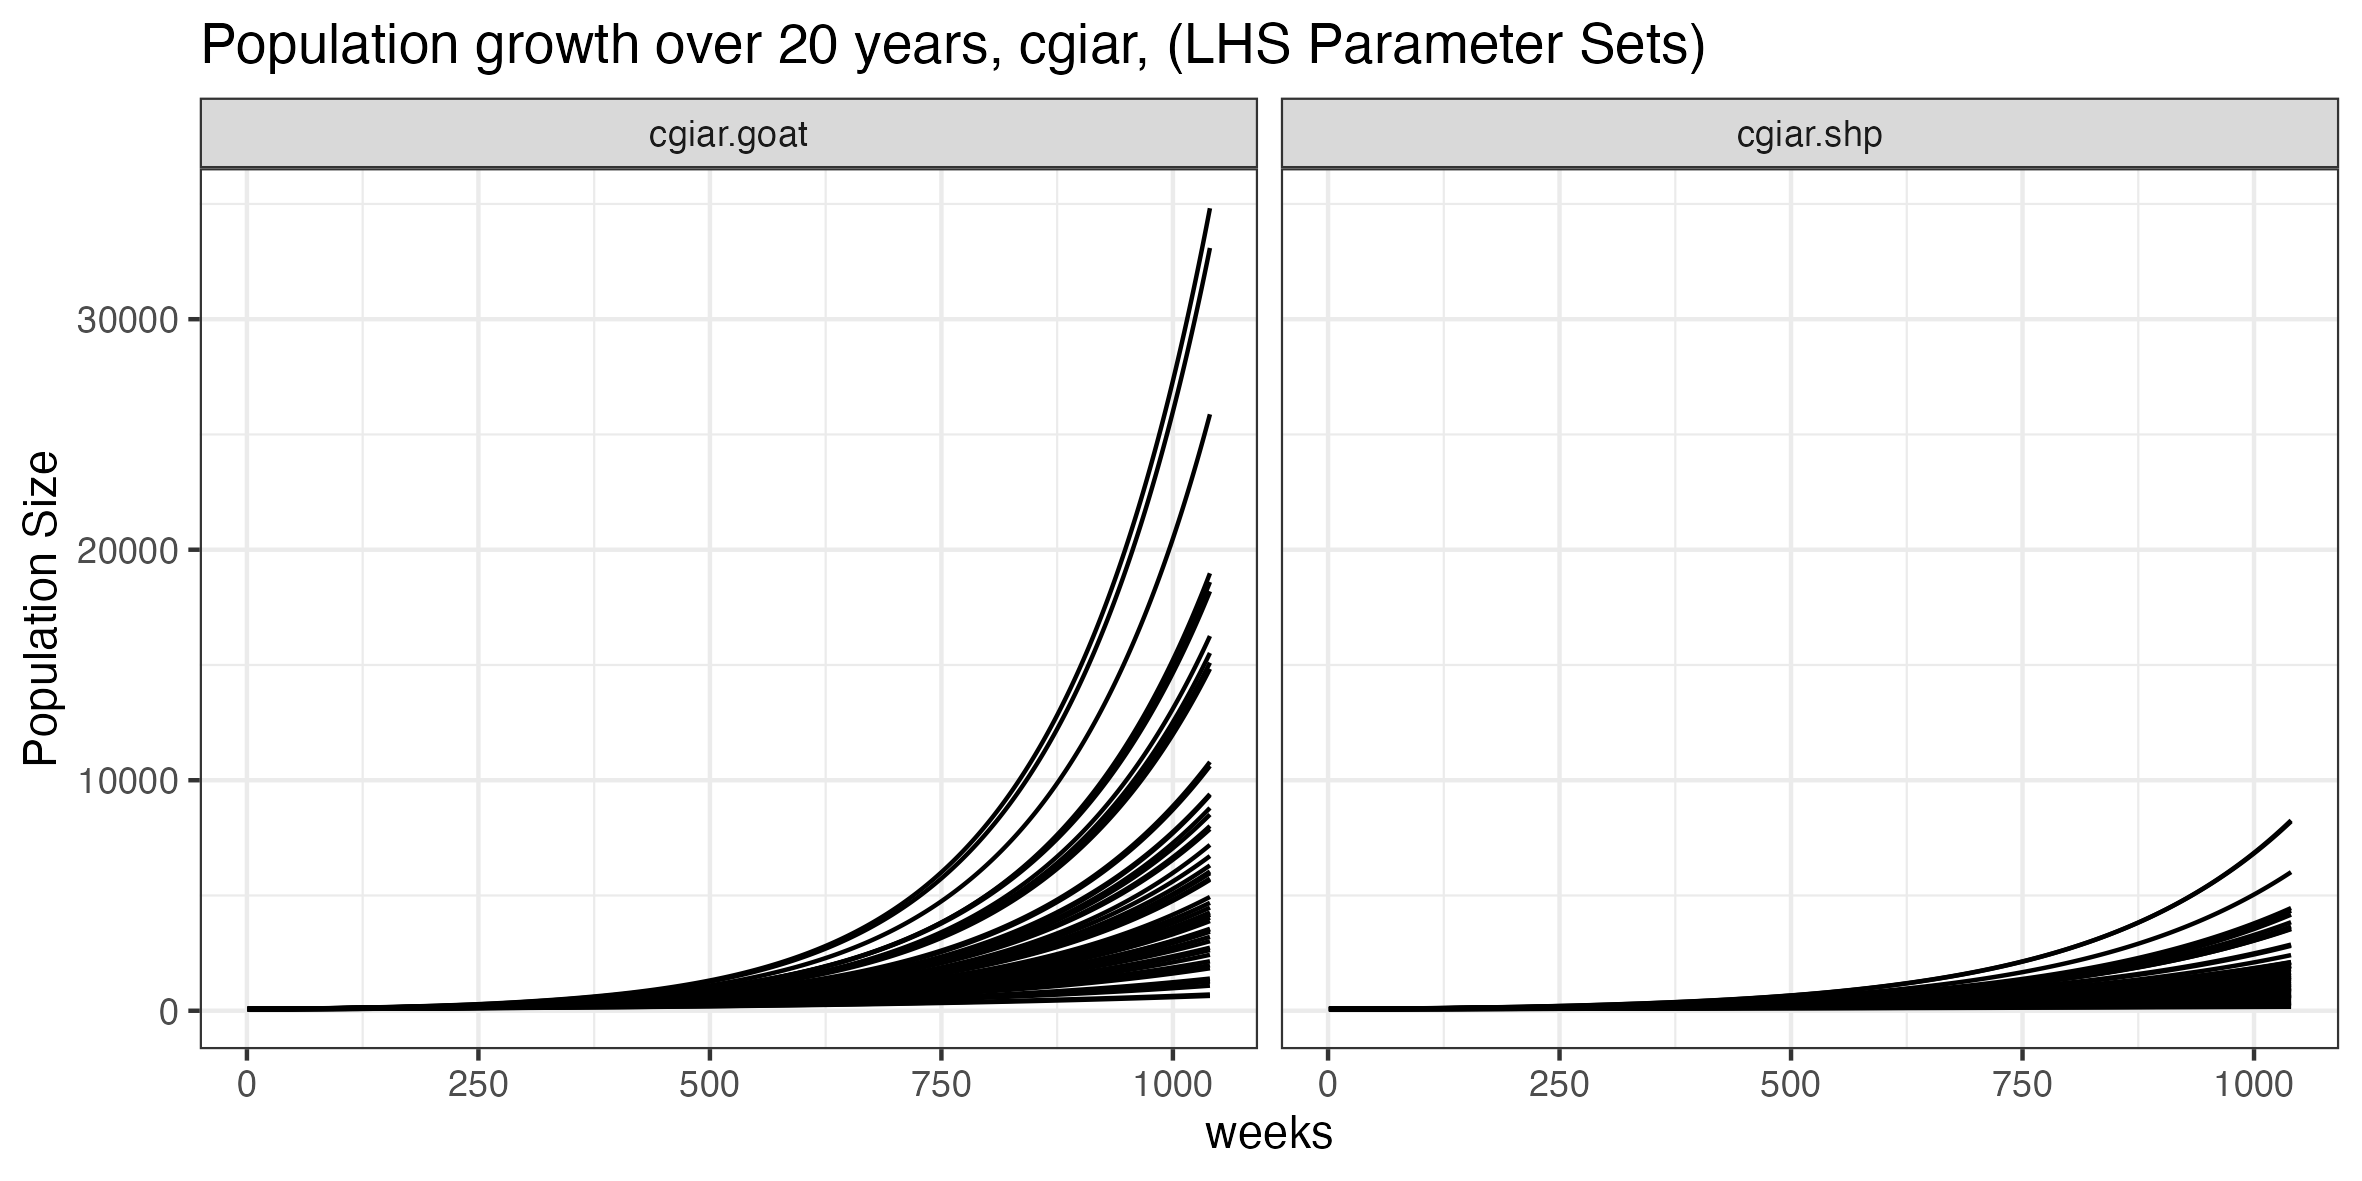 Population growth over 20 years, cgiar, (LHS Parameter Sets)
cgiar.goat
cgiar.shp
Population Size
30000
20000
10000
0
0 250 500 750 1000
0 250 500 750 1000
weeks